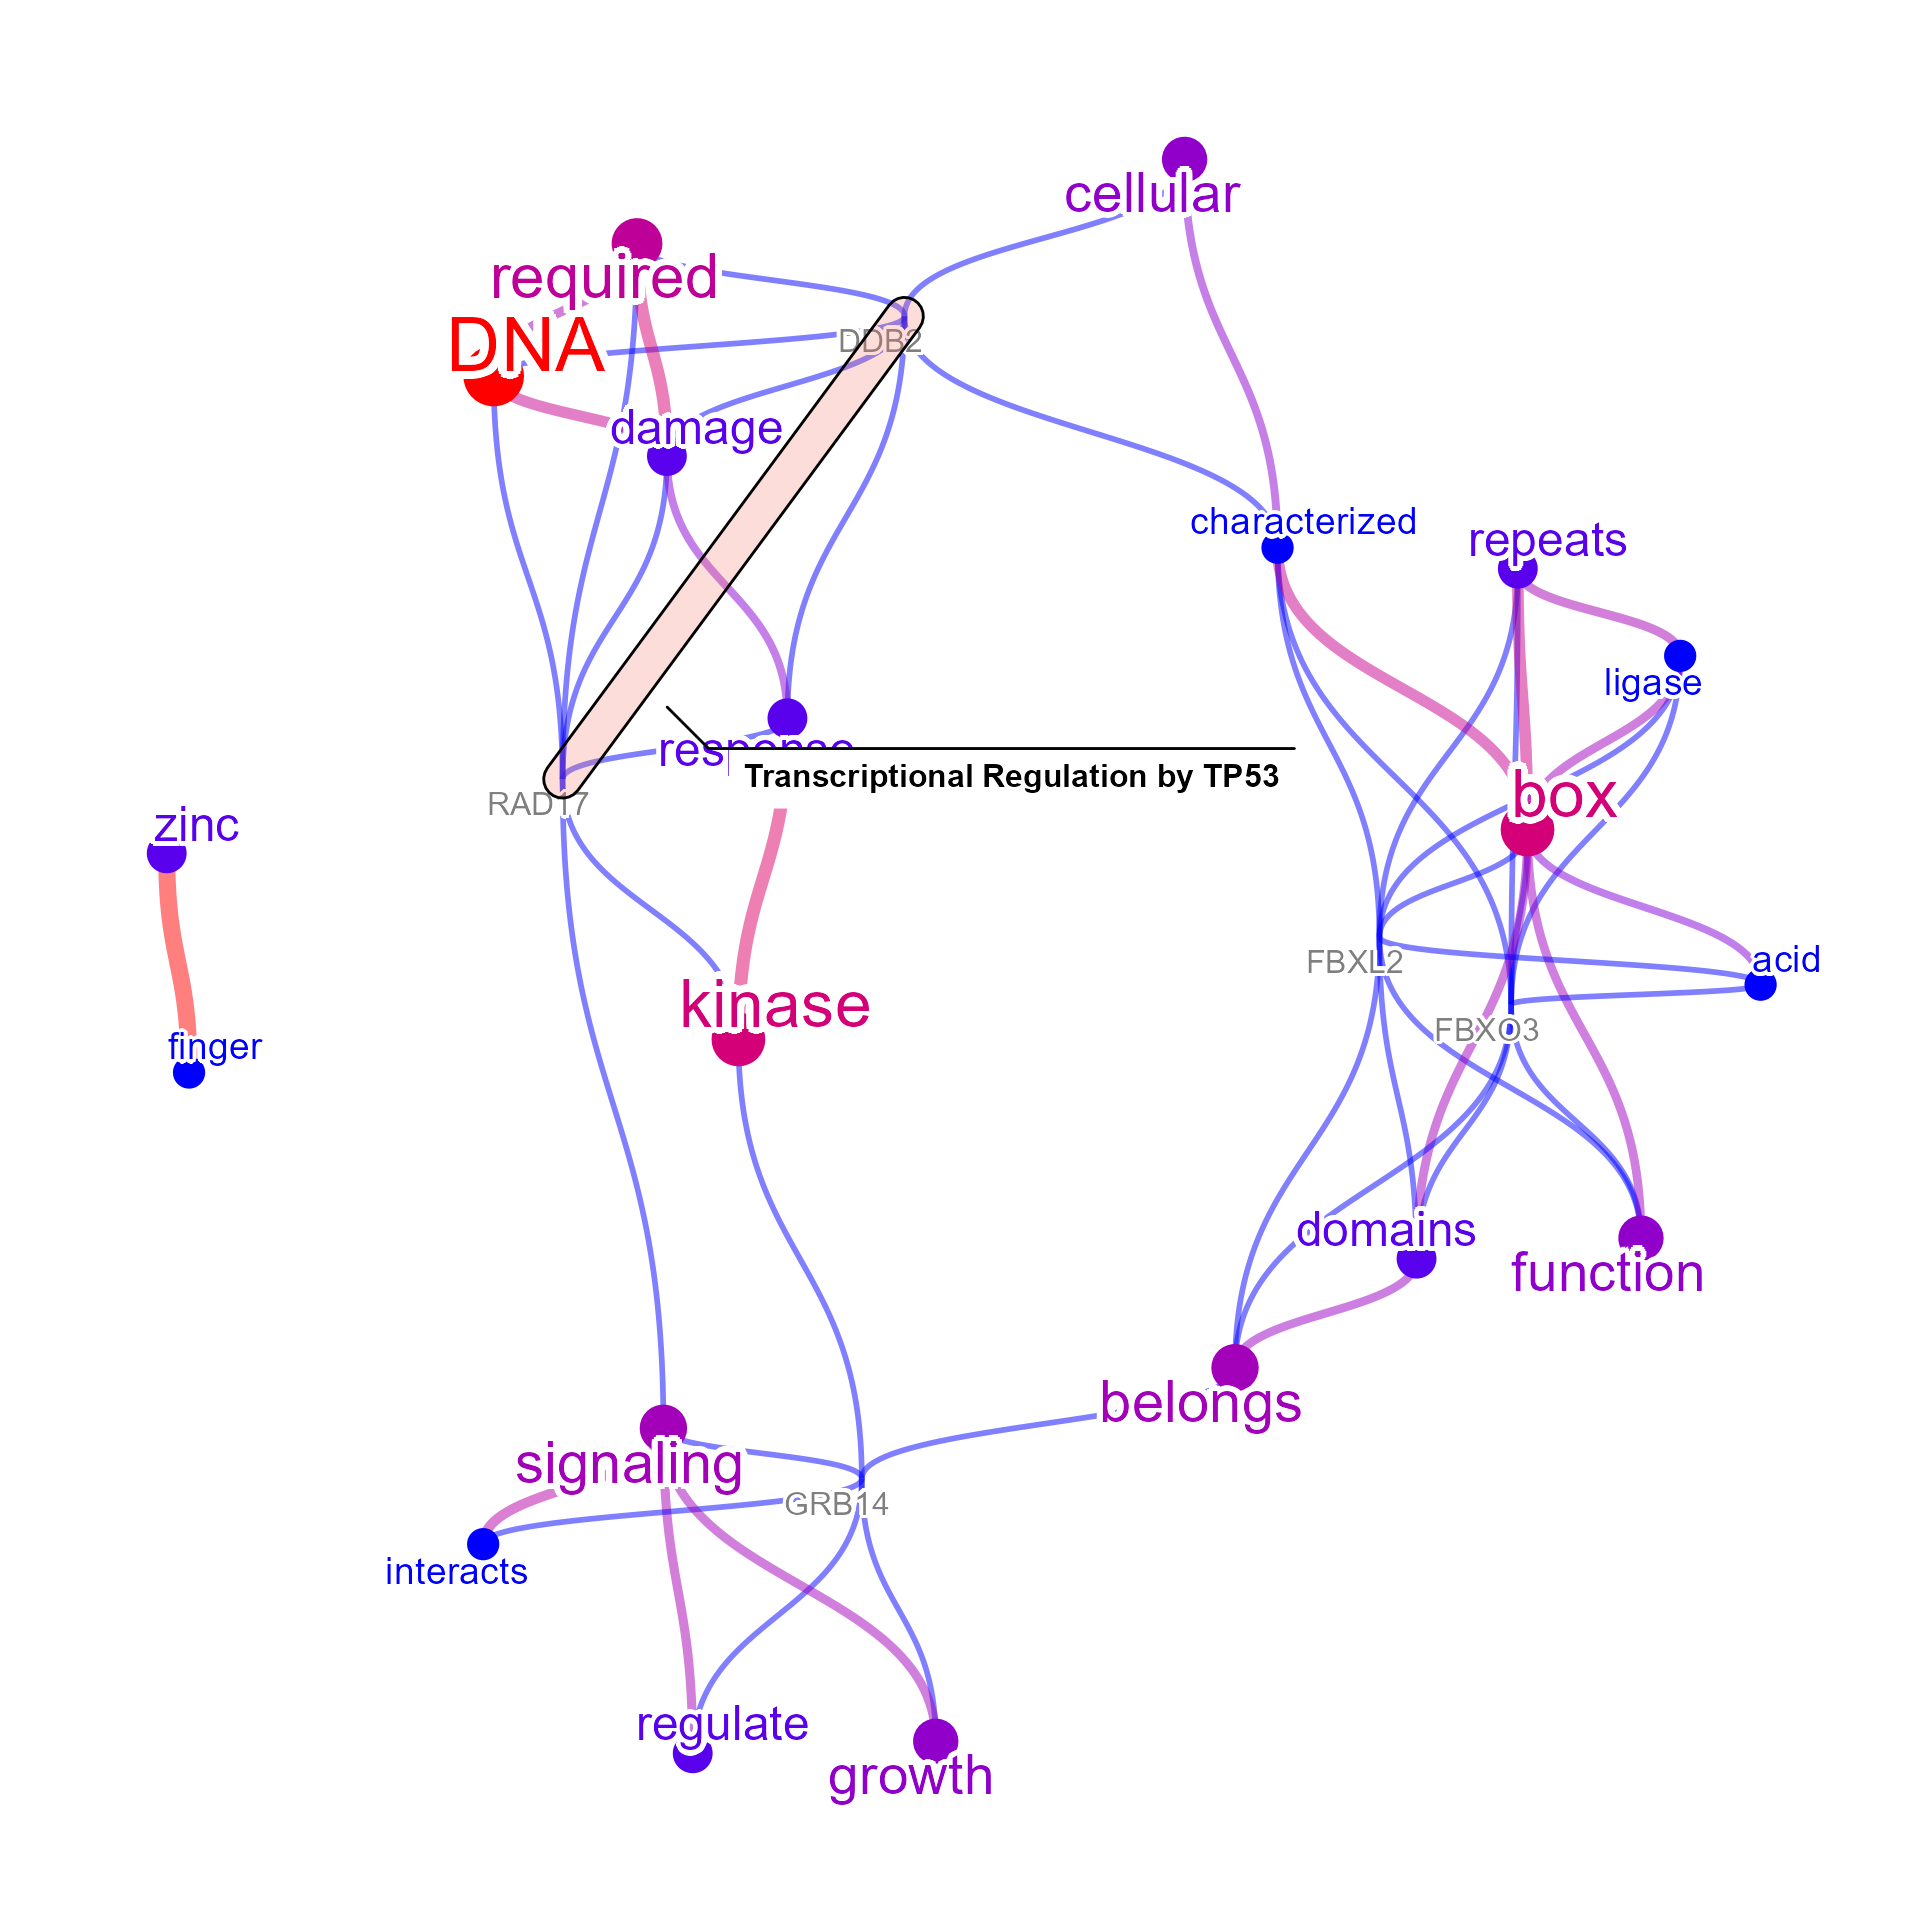 cellular
required
DNA
DDB2
damage
characterized
repeats
ligase
response
Transcriptional Regulation by TP53
RAD17
box
zinc
FBXL2
acid
kinase
FBXO3
finger
domains
function
belongs
signaling
GRB14
interacts
regulate
growth